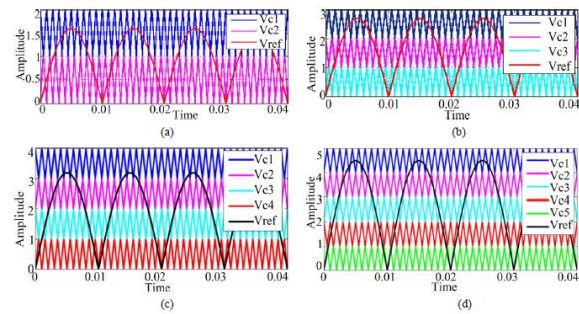 2
1.5
1
0.5
0
Amplitude
Vc1
Vc2
Vref
0
0.01
0.02
0.03
0.04
Time
(a)
3
2
1
0
Amplitude
Vc1
Vc2
Vc3
Vref
0
0.01
0.02
0.03
0.04
Time
(b)
4
3
2
1
0
Amplitude
Vc1
Vc2
Vc3
Vc4
Vref
0
0.01
0.02
0.03
0.04
Time
(c)
5
4
3
2
1
0
Amplitude
Vc1
Vc2
Vc3
Vc4
Vc5
Vref
0
0.01
0.02
0.03
0.04
Time
(d)